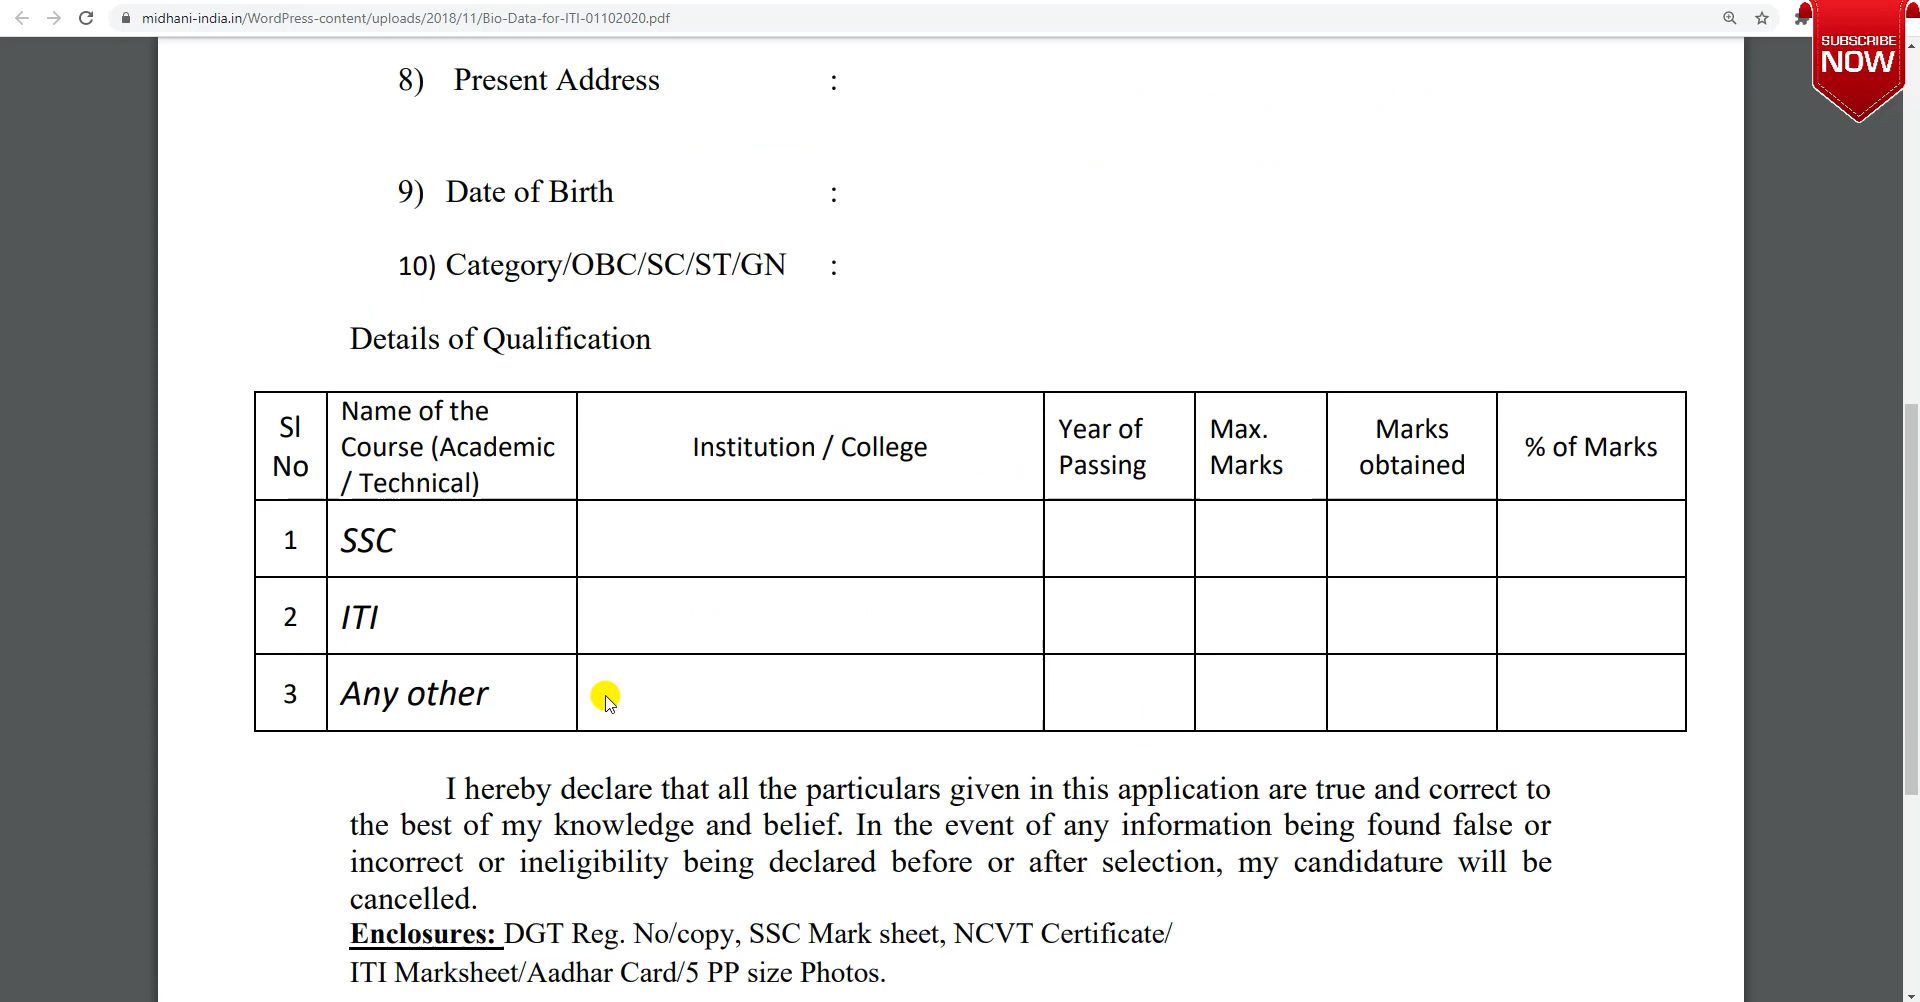 midhani-india.in/WordPress-content/uploads/2018/11/Bio-Data-for-ITI-01102020.pdf
SUBSCRIBE
NOW
8) Present Address :
9) Date of Birth :
10) Category/OBC/SC/ST/GN :
Details of Qualification
Sl No
Name of the Course (Academic / Technical)
Institution / College
Year of Passing
Max. Marks
Marks obtained
% of Marks
1 SSC
2 ITI
3 Any other
I hereby declare that all the particulars given in this application are true and correct to
the best of my knowledge and belief. In the event of any information being found false or
incorrect or ineligibility being declared before or after selection, my candidature will be
cancelled.
Enclosures: DGT Reg. No/copy, SSC Mark sheet, NCVT Certificate/
ITI Marksheet/Aadhar Card/5 PP size Photos.